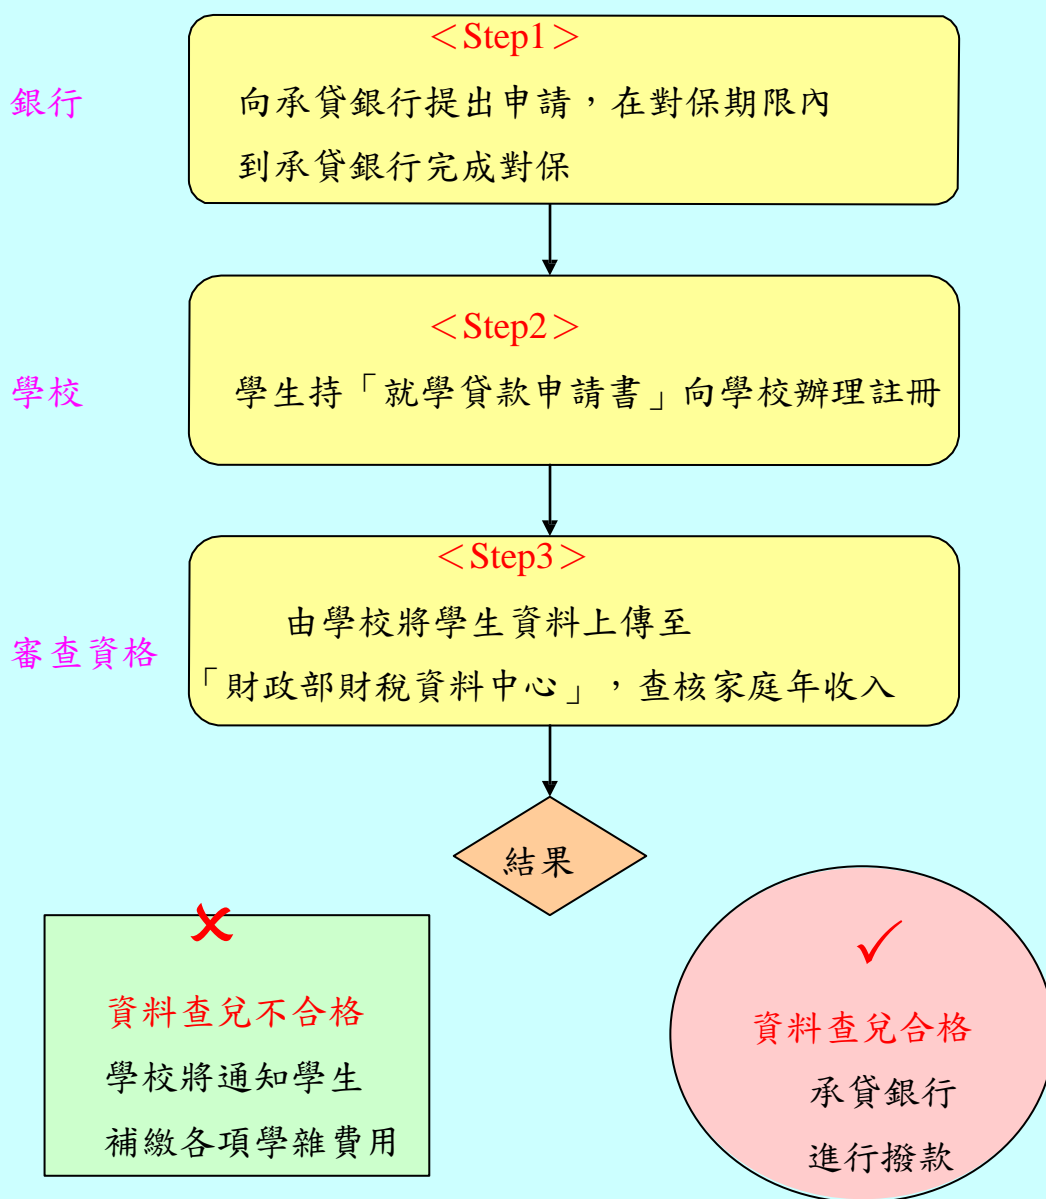 <Step1>
銀行
向承貸銀行提出申請，在對保期限內
到承貸銀行完成對保
<Step2>
學校
學生持「就學貸款申請書」向學校辦理註冊
<Step3>
由學校將學生資料上傳至
審查資格
「財政部財稅資料中心」，查核家庭年收入
結果
資料查兌不合格
學校將通知學生
補繳各項學雜費用
資料查兌合格
承貸銀行
進行撥款